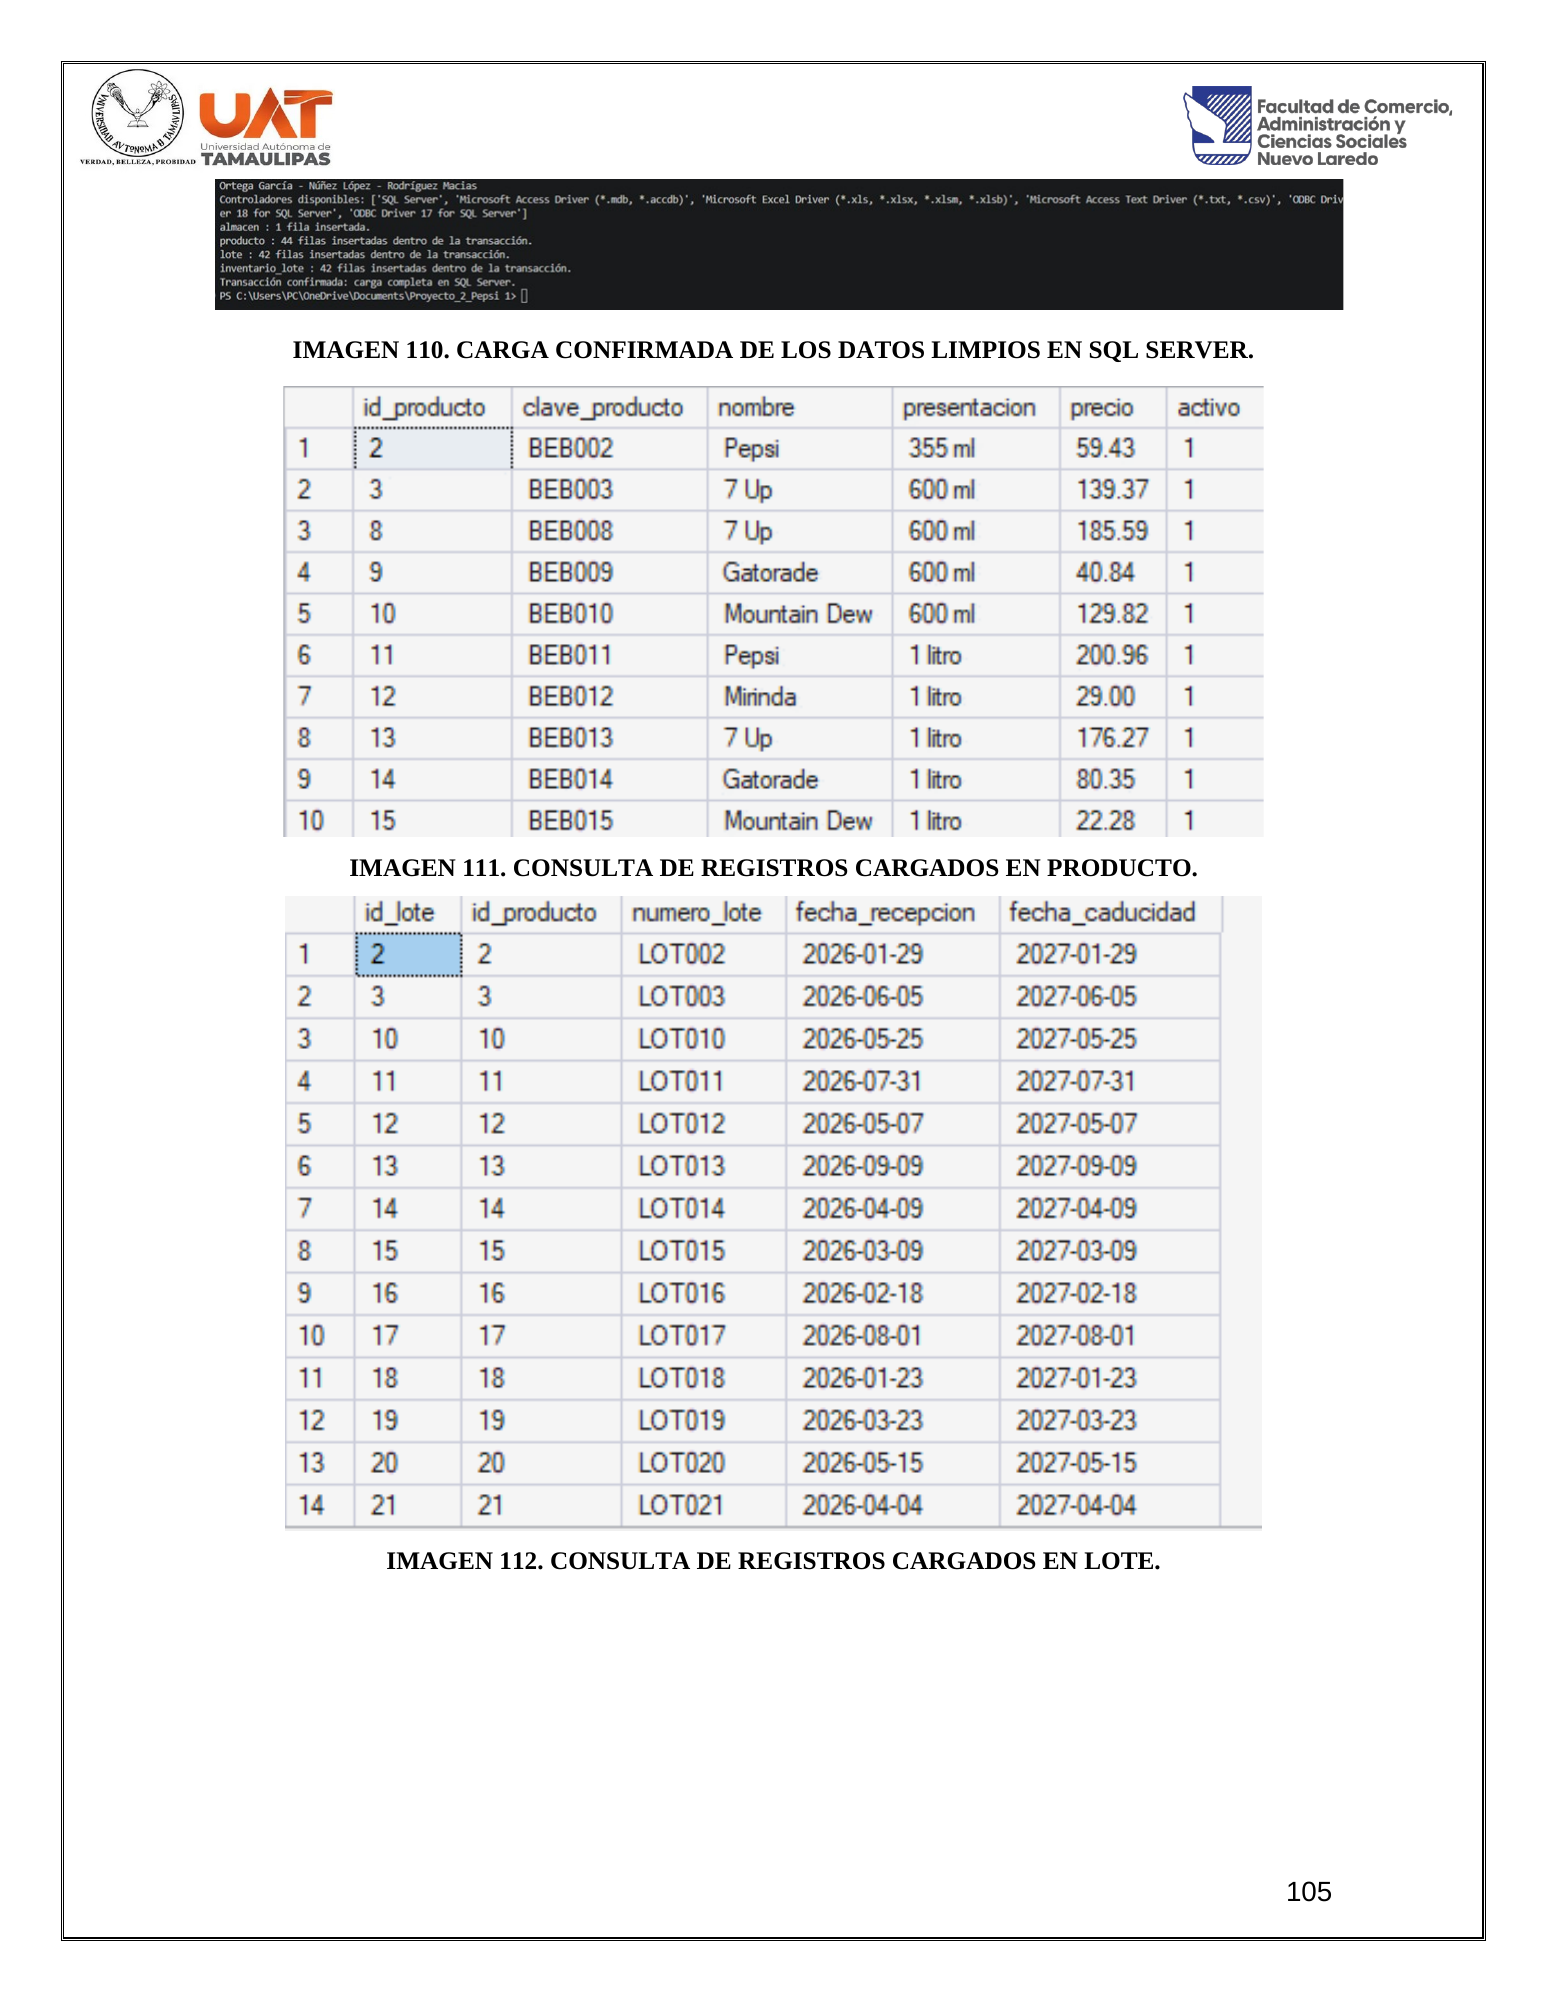 UNIVERSIDAD AVTONOMA D TAMAVLIPAS
VERDAD, BELLEZA, PROBIDAD
UAT
Universidad Autónoma de
TAMAULIPAS
Facultad de Comercio,
Administración y
Ciencias Sociales
Nuevo Laredo
Ortega García - Núñez López - Rodríguez Macias
Controladores disponibles: ['SQL Server', 'Microsoft Access Driver (*.mdb, *.accdb)', 'Microsoft Excel Driver (*.xls, *.xlsx, *.xlsm, *.xlsb)', 'Microsoft Access Text Driver (*.txt, *.csv)', 'ODBC Driv
er 18 for SQL Server', 'ODBC Driver 17 for SQL Server']
almacen : 1 fila insertada.
producto : 44 filas insertadas dentro de la transacción.
lote : 42 filas insertadas dentro de la transacción.
inventario_lote : 42 filas insertadas dentro de la transacción.
Transacción confirmada: carga completa en SQL Server.
PS C:\Users\PC\OneDrive\Documents\Proyecto_2_Pepsi 1>
IMAGEN 110. CARGA CONFIRMADA DE LOS DATOS LIMPIOS EN SQL SERVER.
id_producto clave_producto nombre presentacion precio activo
1 2 BEB002 Pepsi 355 ml 59.43 1
2 3 BEB003 7 Up 600 ml 139.37 1
3 8 BEB008 7 Up 600 ml 185.59 1
4 9 BEB009 Gatorade 600 ml 40.84 1
5 10 BEB010 Mountain Dew 600 ml 129.82 1
6 11 BEB011 Pepsi 1 litro 200.96 1
7 12 BEB012 Mirinda 1 litro 29.00 1
8 13 BEB013 7 Up 1 litro 176.27 1
9 14 BEB014 Gatorade 1 litro 80.35 1
10 15 BEB015 Mountain Dew 1 litro 22.28 1
IMAGEN 111. CONSULTA DE REGISTROS CARGADOS EN PRODUCTO.
id_lote id_producto numero_lote fecha_recepcion fecha_caducidad
1 2 2 LOT002 2026-01-29 2027-01-29
2 3 3 LOT003 2026-06-05 2027-06-05
3 10 10 LOT010 2026-05-25 2027-05-25
4 11 11 LOT011 2026-07-31 2027-07-31
5 12 12 LOT012 2026-05-07 2027-05-07
6 13 13 LOT013 2026-09-09 2027-09-09
7 14 14 LOT014 2026-04-09 2027-04-09
8 15 15 LOT015 2026-03-09 2027-03-09
9 16 16 LOT016 2026-02-18 2027-02-18
10 17 17 LOT017 2026-08-01 2027-08-01
11 18 18 LOT018 2026-01-23 2027-01-23
12 19 19 LOT019 2026-03-23 2027-03-23
13 20 20 LOT020 2026-05-15 2027-05-15
14 21 21 LOT021 2026-04-04 2027-04-04
IMAGEN 112. CONSULTA DE REGISTROS CARGADOS EN LOTE.
105